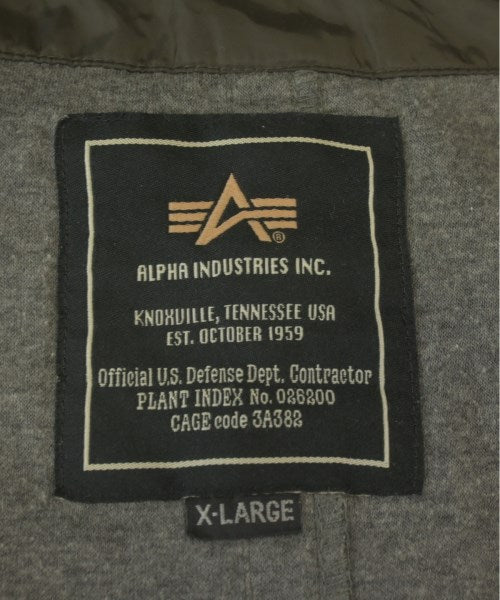 ALPHA INDUSTRIES INC.
KNOXVILLE, TENNESSEE USA
EST. OCTOBER 1959
Official U.S. Defense Dept. Contractor
PLANT INDEX No. 026200
CAGE code 3A382
X-LARGE